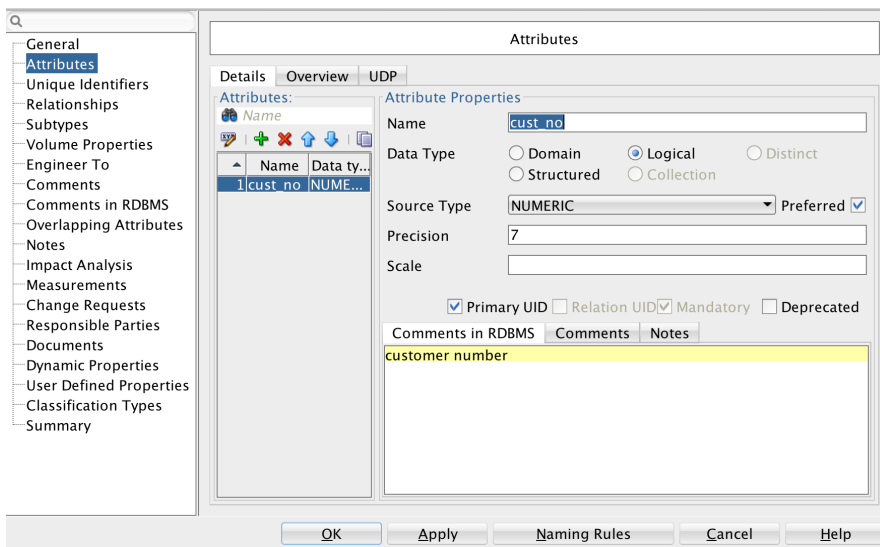 General
Attributes
Unique Identifiers
Relationships
Subtypes
Volume Properties
Engineer To
Comments
Comments in RDBMS
Overlapping Attributes
Notes
Impact Analysis
Measurements
Change Requests
Responsible Parties
Documents
Dynamic Properties
User Defined Properties
Classification Types
Summary
Attributes
Details Overview UDP
Attributes:
Name
Name Data ty...
1 cust_no NUME...
Attribute Properties
Name cust_no
Data Type Domain Logical Distinct
Structured Collection
Source Type NUMERIC Preferred
Precision 7
Scale
Primary UID Relation UID Mandatory Deprecated
Comments in RDBMS Comments Notes
customer number
OK Apply Naming Rules Cancel Help